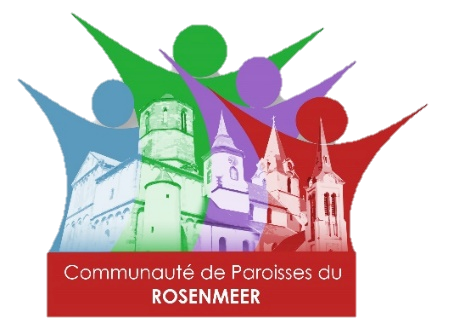 Communauté de Paroisses du
ROSENMEER